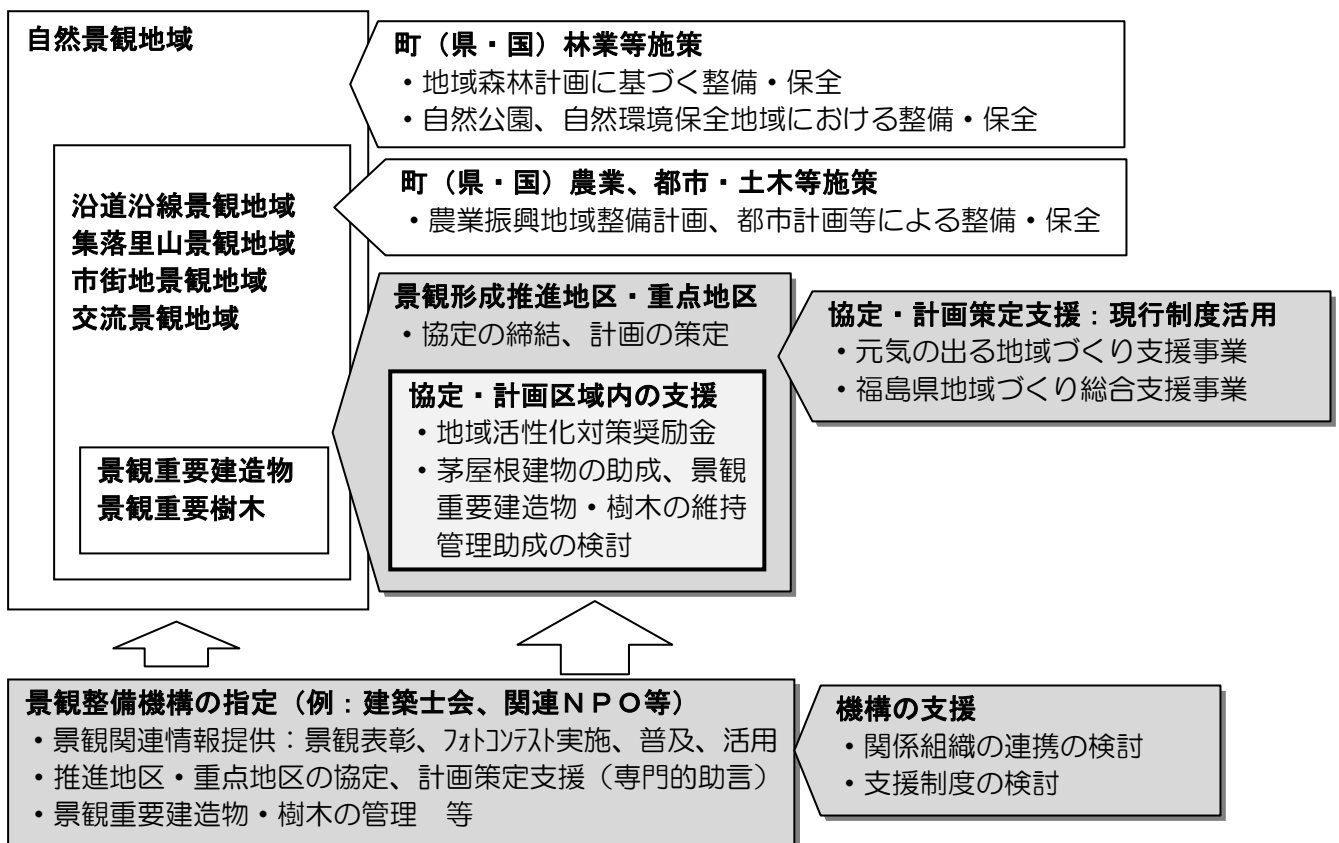 自然景観地域
町（県・国）林業等施策
・地域森林計画に基づく整備・保全
・自然公園、自然環境保全地域における整備・保全
沿道沿線景観地域
集落里山景観地域
市街地景観地域
交流景観地域
町（県・国）農業、都市・土木等施策
・農業振興地域整備計画、都市計画等による整備・保全
景観形成推進地区・重点地区
・協定の締結、計画の策定
協定・計画区域内の支援
・地域活性化対策奨励金
・茅屋根建物の助成、景観
重要建造物・樹木の維持
管理助成の検討
協定・計画策定支援：現行制度活用
・元気の出る地域づくり支援事業
・福島県地域づくり総合支援事業
景観重要建造物
景観重要樹木
景観整備機構の指定（例：建築士会、関連ＮＰＯ等）
・景観関連情報提供：景観表彰、ﾌｫﾄｺﾝﾃｽﾄ実施、普及、活用
・推進地区・重点地区の協定、計画策定支援（専門的助言）
・景観重要建造物・樹木の管理　等
機構の支援
・関係組織の連携の検討
・支援制度の検討